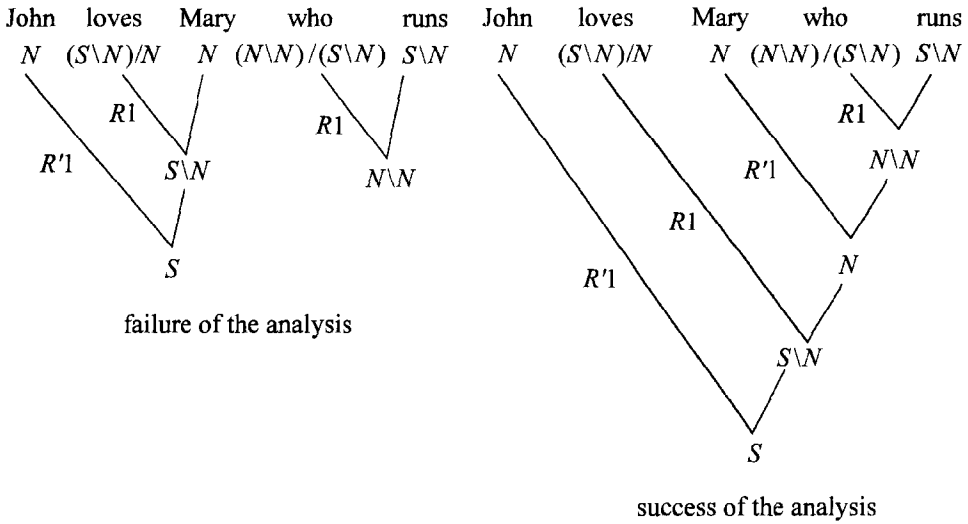 John loves Mary who runs John loves Mary who runs
N (S\N)/N N (N\N)/(S\N) S\N N (S\N)/N N (N\N)/(S\N) S\N
R1 R1 R1
R'1 S\N N\N R'1 N\N
R1
S R'1 N
failure of the analysis
S\N
S
success of the analysis